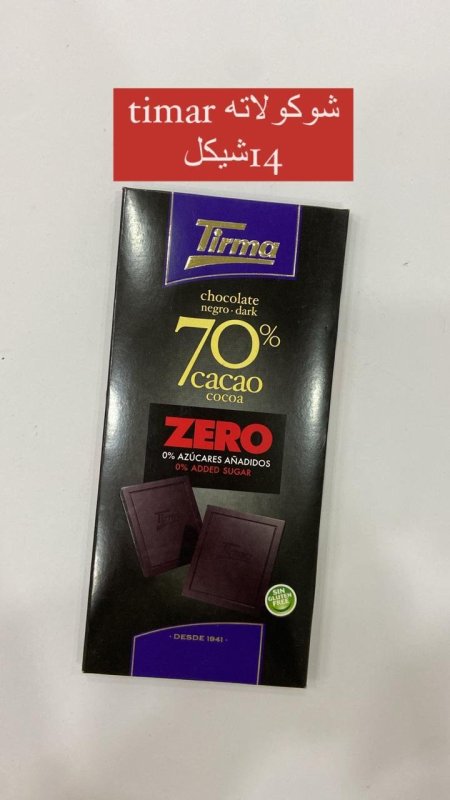 شوكولاته timar
14شيكل
Tirma
chocolate
negro · dark
70%
cacao
cocoa
ZERO
0% AZÚCARES AÑADIDOS
0% ADDED SUGAR
Tirma
SIN
GLUTEN
FREE
· DESDE 1941 ·